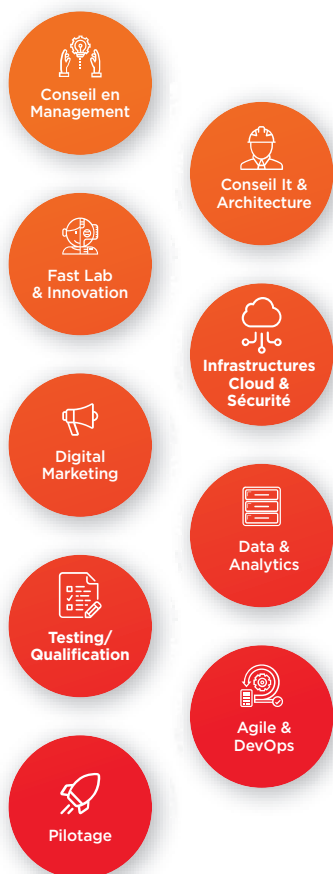 Conseil en
Management
Conseil It &
Architecture
Fast Lab
& Innovation
Infrastructures
Cloud &
Sécurité
Digital
Marketing
Data &
Analytics
Testing/
Qualification
Agile &
DevOps
Pilotage